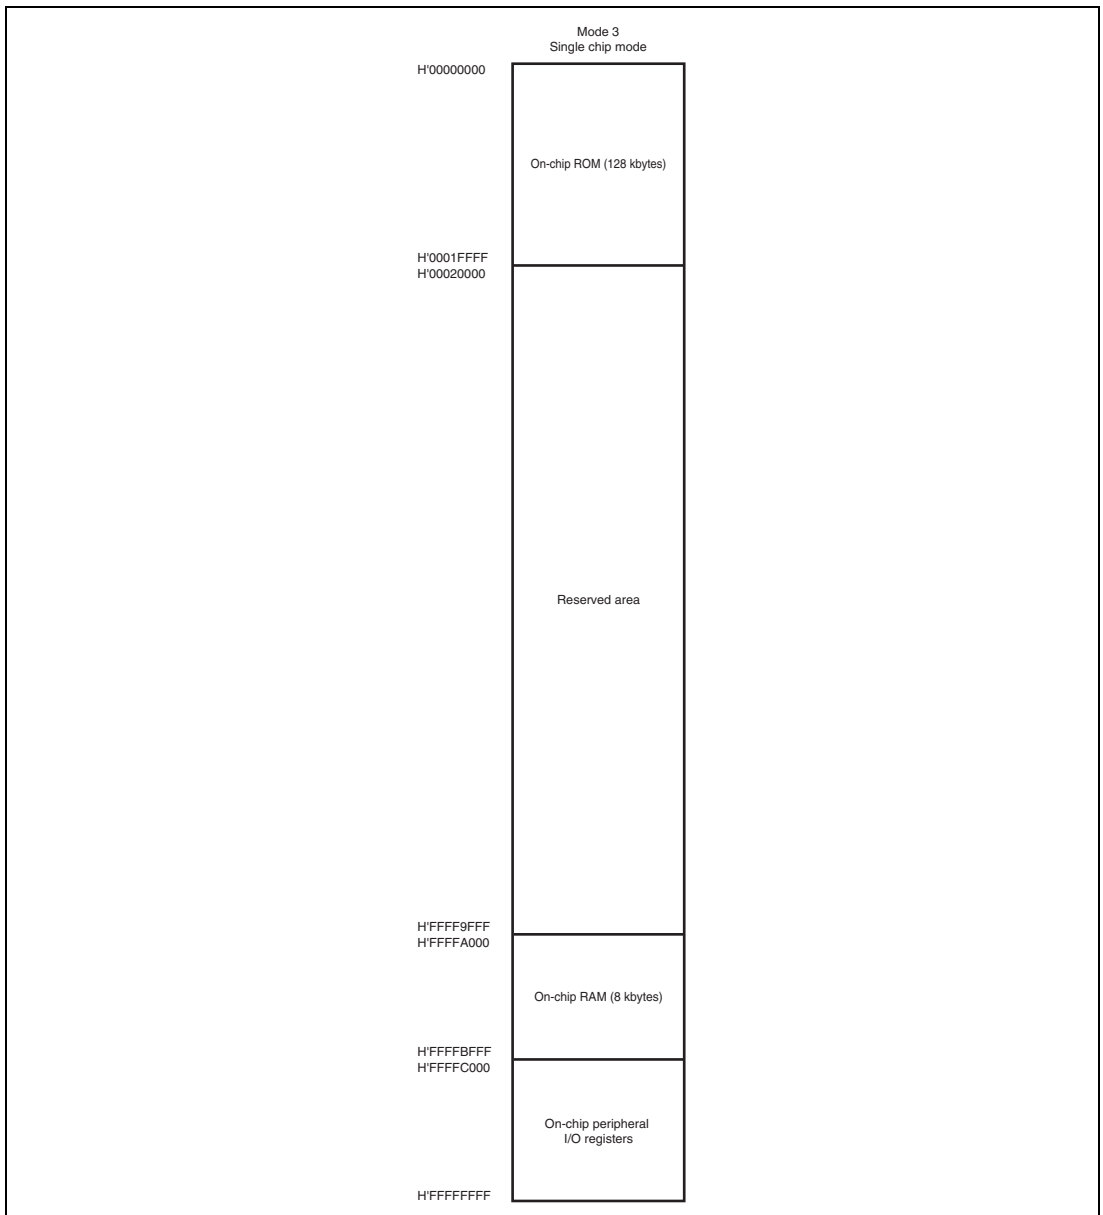 Mode 3
Single chip mode
H'00000000
On-chip ROM (128 kbytes)
H'0001FFFF
H'00020000
Reserved area
H'FFFF9FFF
H'FFFFA000
On-chip RAM (8 kbytes)
H'FFFFBFFF
H'FFFFC000
On-chip peripheral
I/O registers
H'FFFFFFFF